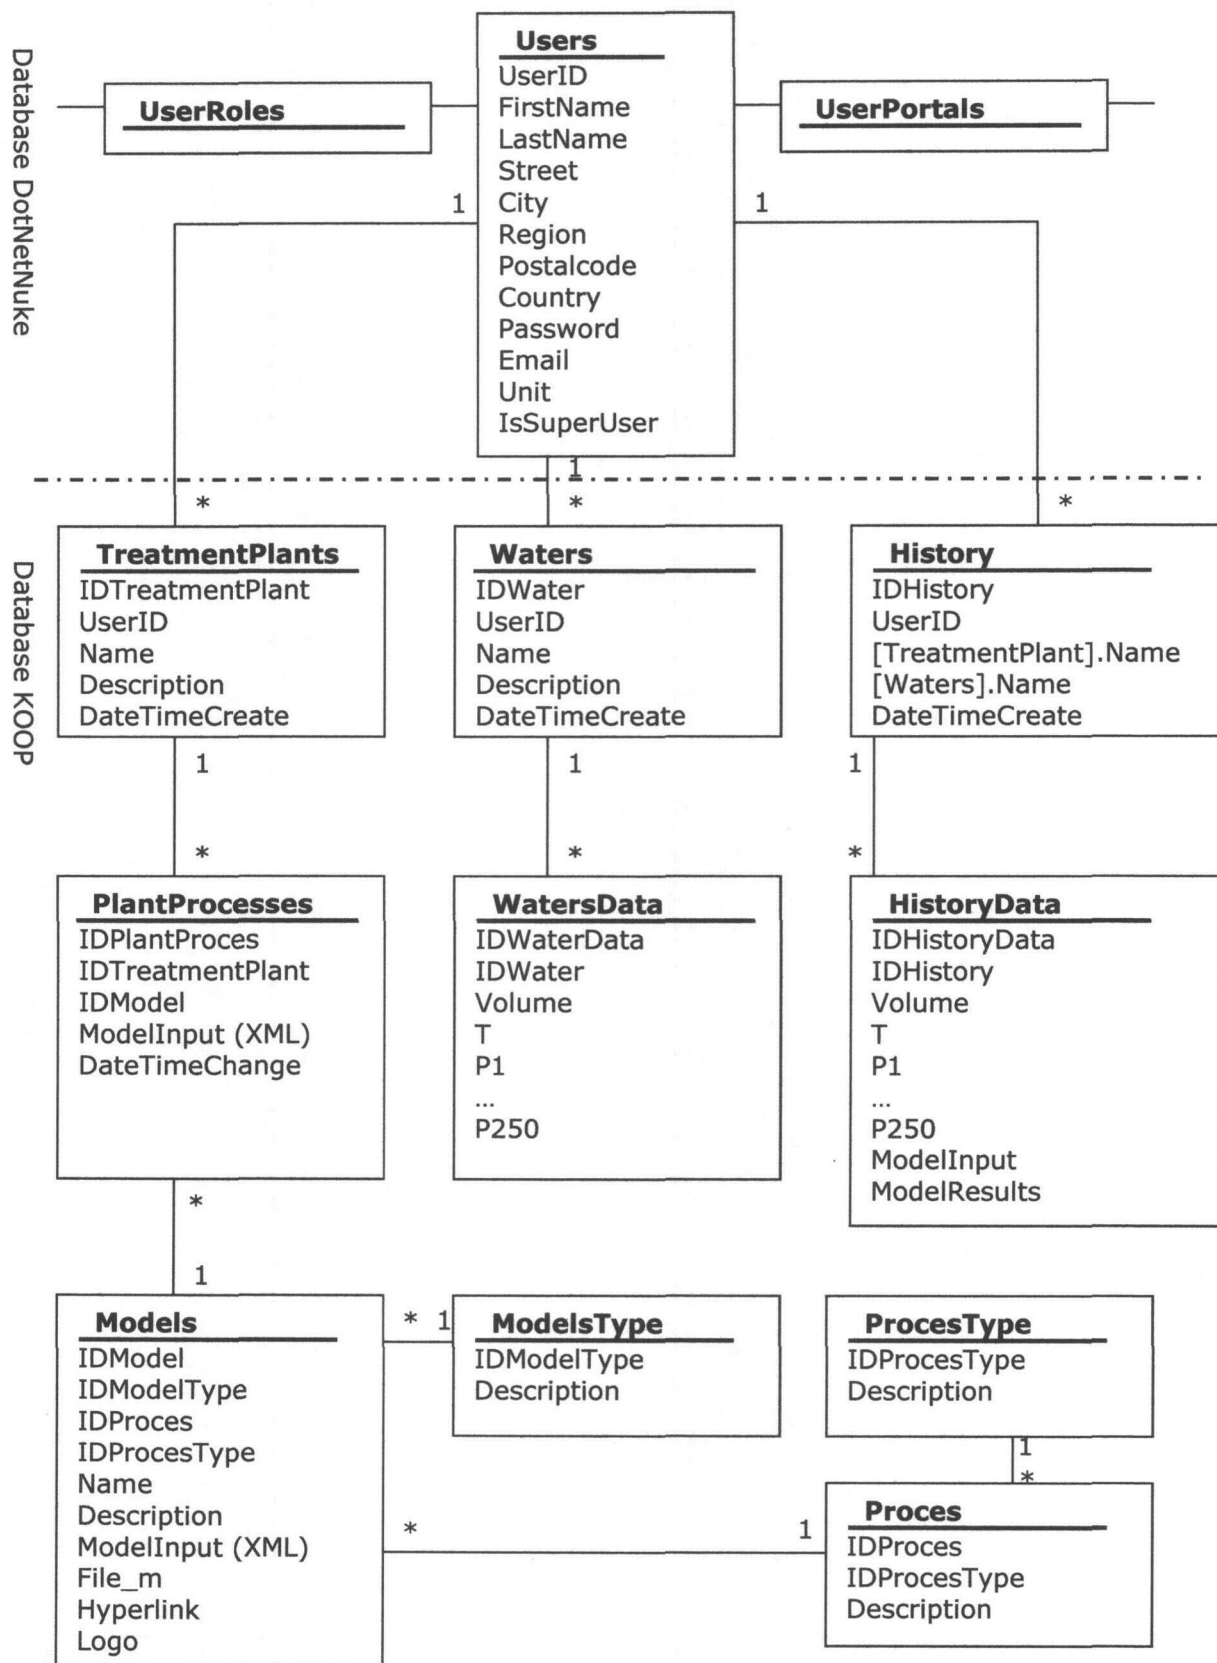 Database DotNetNuke
Users
UserID
FirstName
LastName
Street
City
Region
Postalcode
Country
Password
Email
Unit
IsSuperUser
UserRoles
UserPortals
1
1
1
*
*
*
Database KOOP
TreatmentPlants
IDTreatmentPlant
UserID
Name
Description
DateTimeCreate
Waters
IDWater
UserID
Name
Description
DateTimeCreate
History
IDHistory
UserID
[TreatmentPlant].Name
[Waters].Name
DateTimeCreate
1
1
1
*
*
*
PlantProcesses
IDPlantProces
IDTreatmentPlant
IDModel
ModelInput (XML)
DateTimeChange
WatersData
IDWaterData
IDWater
Volume
T
P1
...
P250
HistoryData
IDHistoryData
IDHistory
Volume
T
P1
...
P250
ModelInput
ModelResults
*
1
Models
IDModel
IDModelType
IDProces
IDProcesType
Name
Description
ModelInput (XML)
File_m
Hyperlink
Logo
* 1
ModelsType
IDModelType
Description
ProcesType
IDProcesType
Description
1
*
* 1
Proces
IDProces
IDProcesType
Description